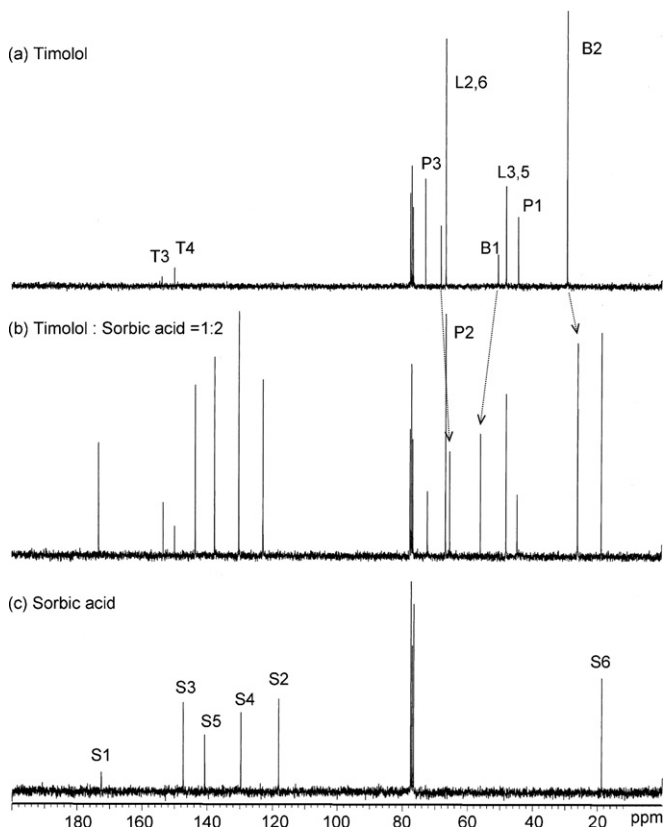 (a) Timolol
B2
L2,6
P3
L3,5
P1
B1
T3
T4
(b) Timolol : Sorbic acid =1:2
P2
(c) Sorbic acid
S1
S3
S5
S4
S2
S6
180 160 140 120 100 80 60 40 20 ppm